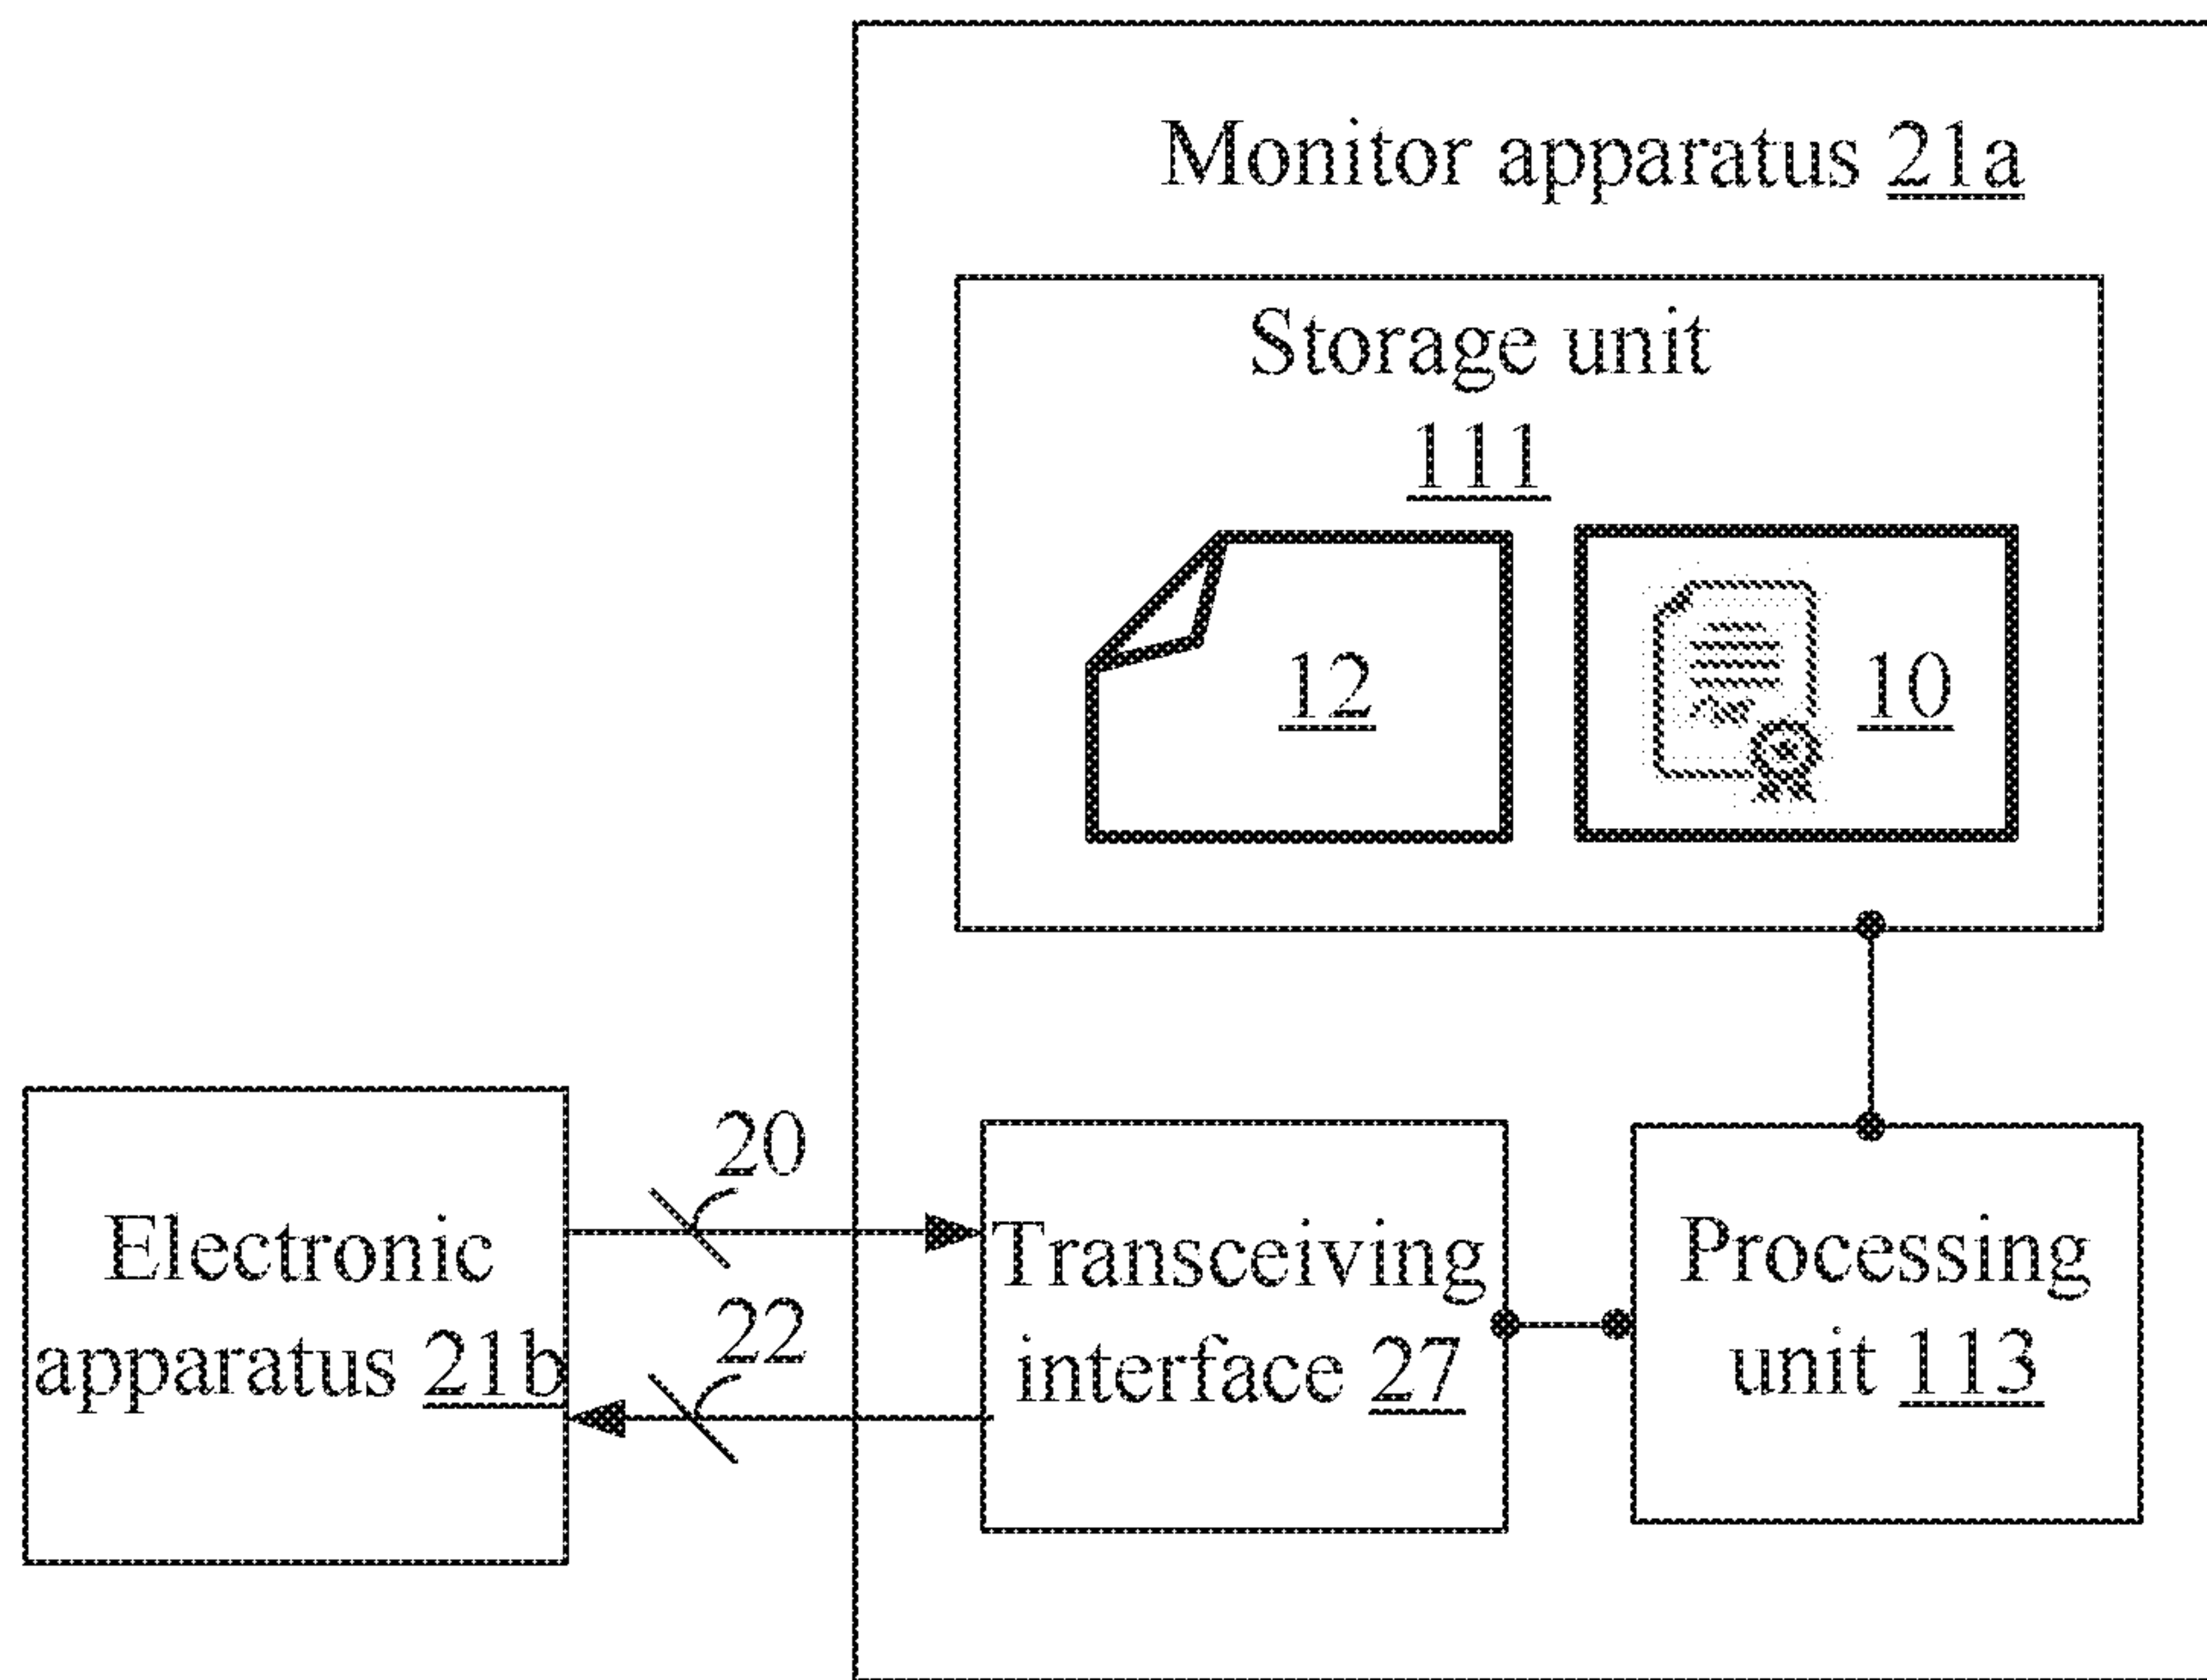 Monitor apparatus 21a
Storage unit
111
12
10
20
Electronic
apparatus 21b
22
Transceiving
interface 27
Processing
unit 113